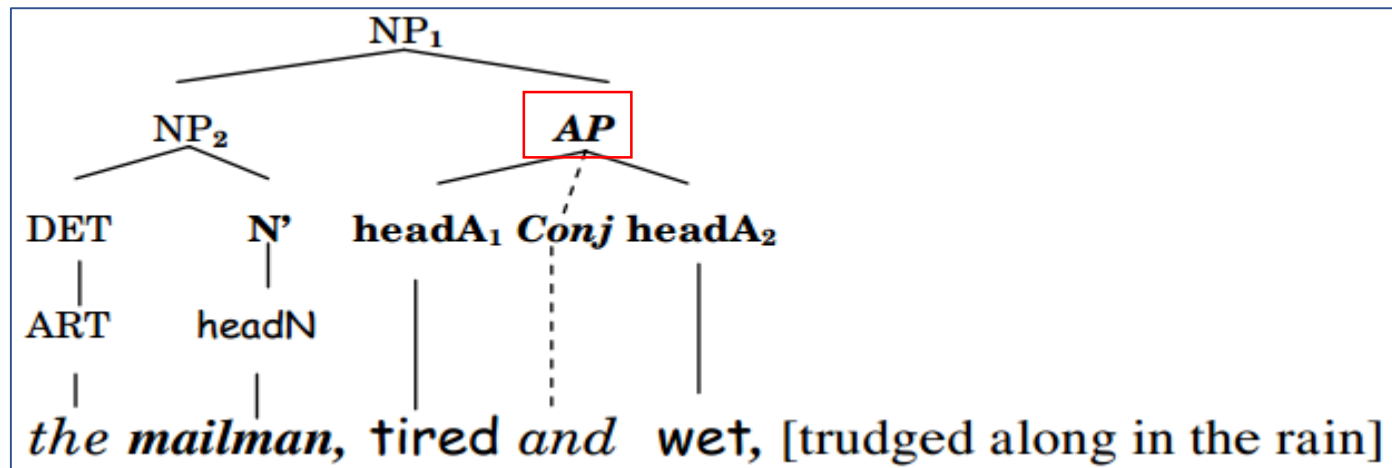 NP₁
NP₂ AP
DET N’ headA₁ Conj headA₂
ART headN
the mailman, tired and wet, [trudged along in the rain]